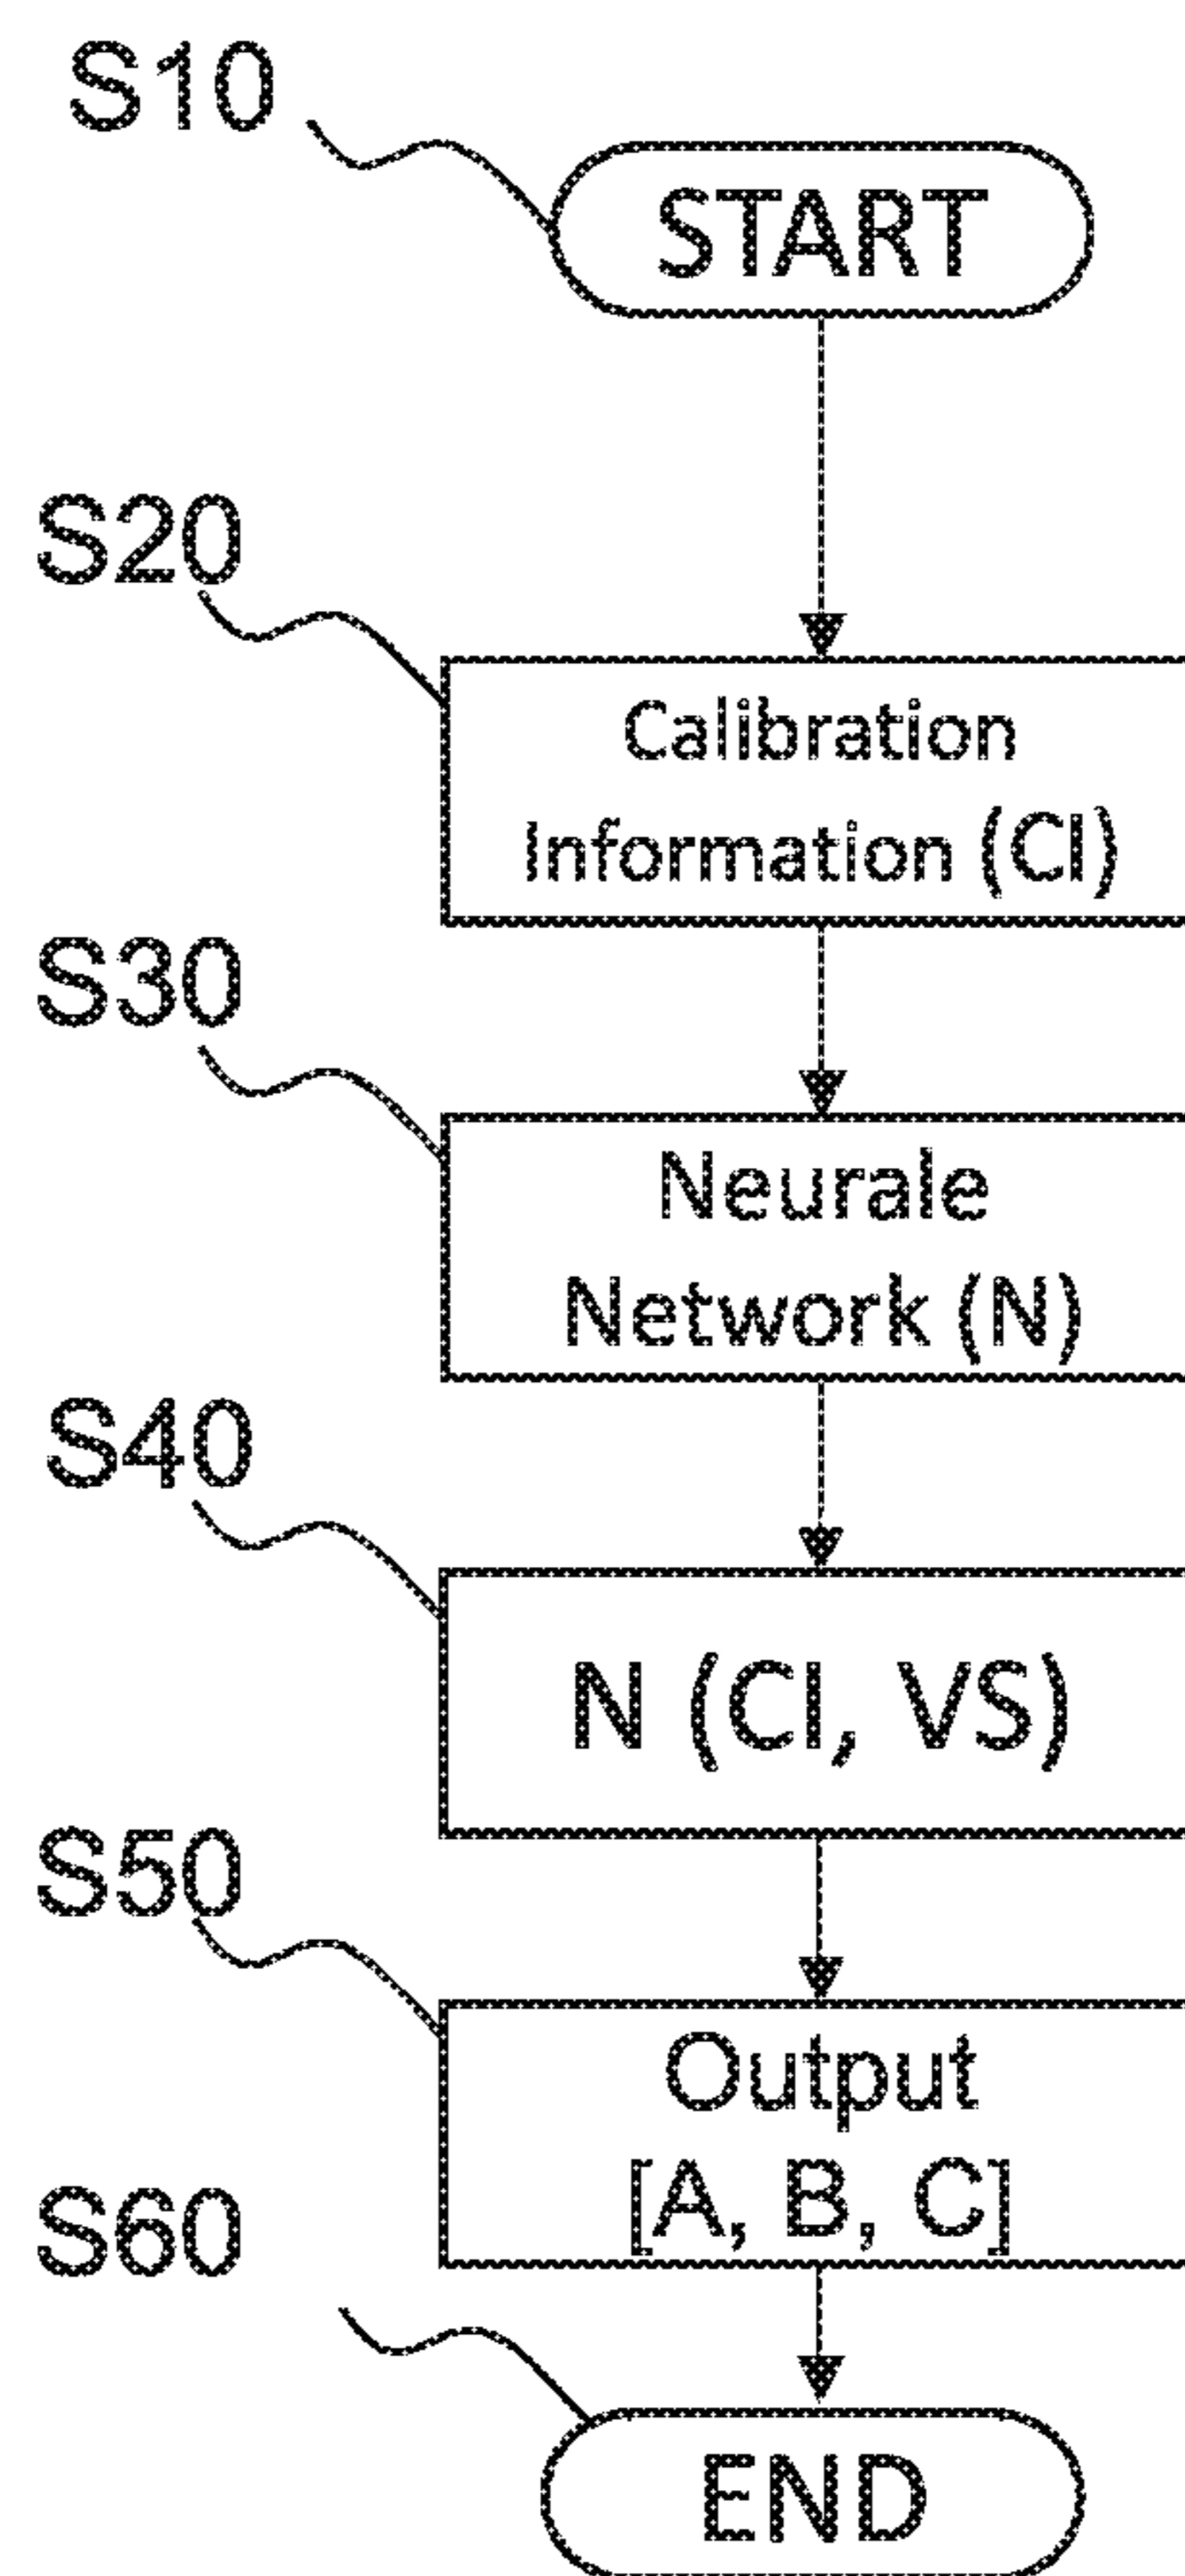 S10
START
S20
Calibration
Information (CI)
S30
Neurale
Network (N)
S40
N (CI, VS)
S50
Output
[A, B, C]
S60
END